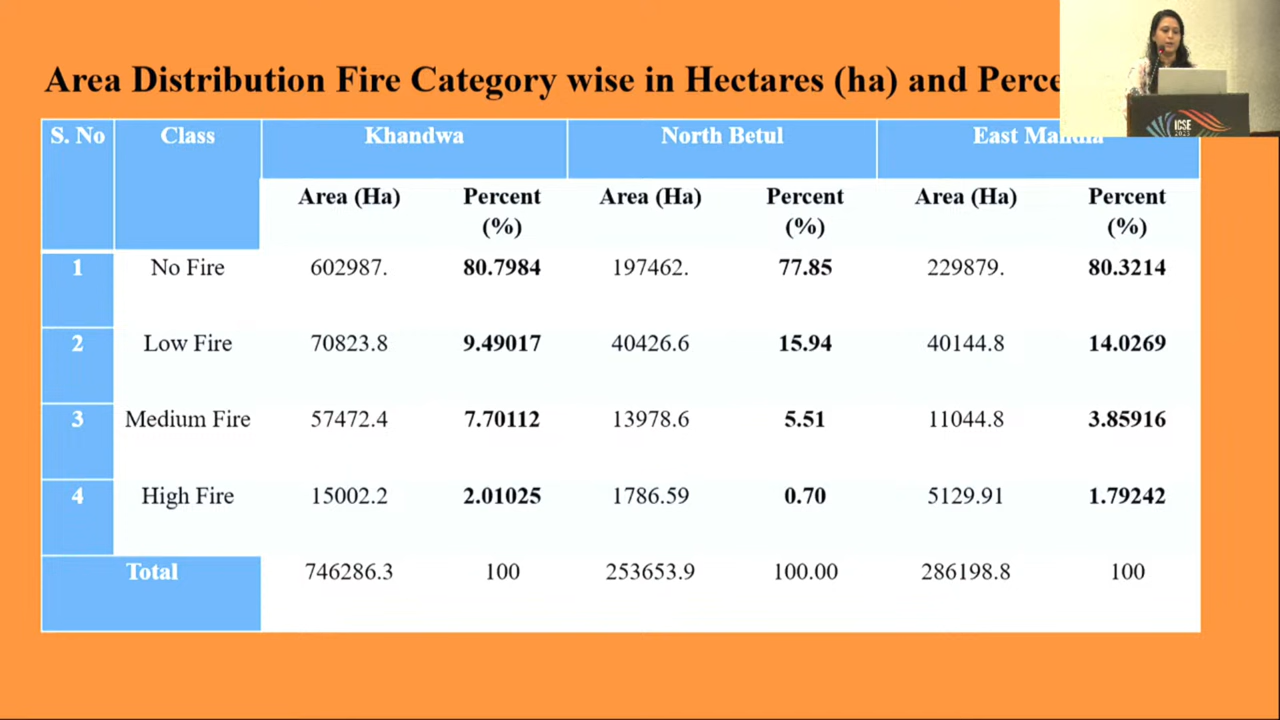 Area Distribution Fire Category wise in Hectares (ha) and
S. No Class Khandwa North Betul East
Area (Ha) Percent (%) Area (Ha) Percent (%) Area (Ha) Percent (%)
1 No Fire 602987. 80.7984 197462. 77.85 229879. 80.3214
2 Low Fire 70823.8 9.49017 40426.6 15.94 40144.8 14.0269
3 Medium Fire 57472.4 7.70112 13978.6 5.51 11044.8 3.85916
4 High Fire 15002.2 2.01025 1786.59 0.70 5129.91 1.79242
Total 746286.3 100 253653.9 100.00 286198.8 100
ICSE